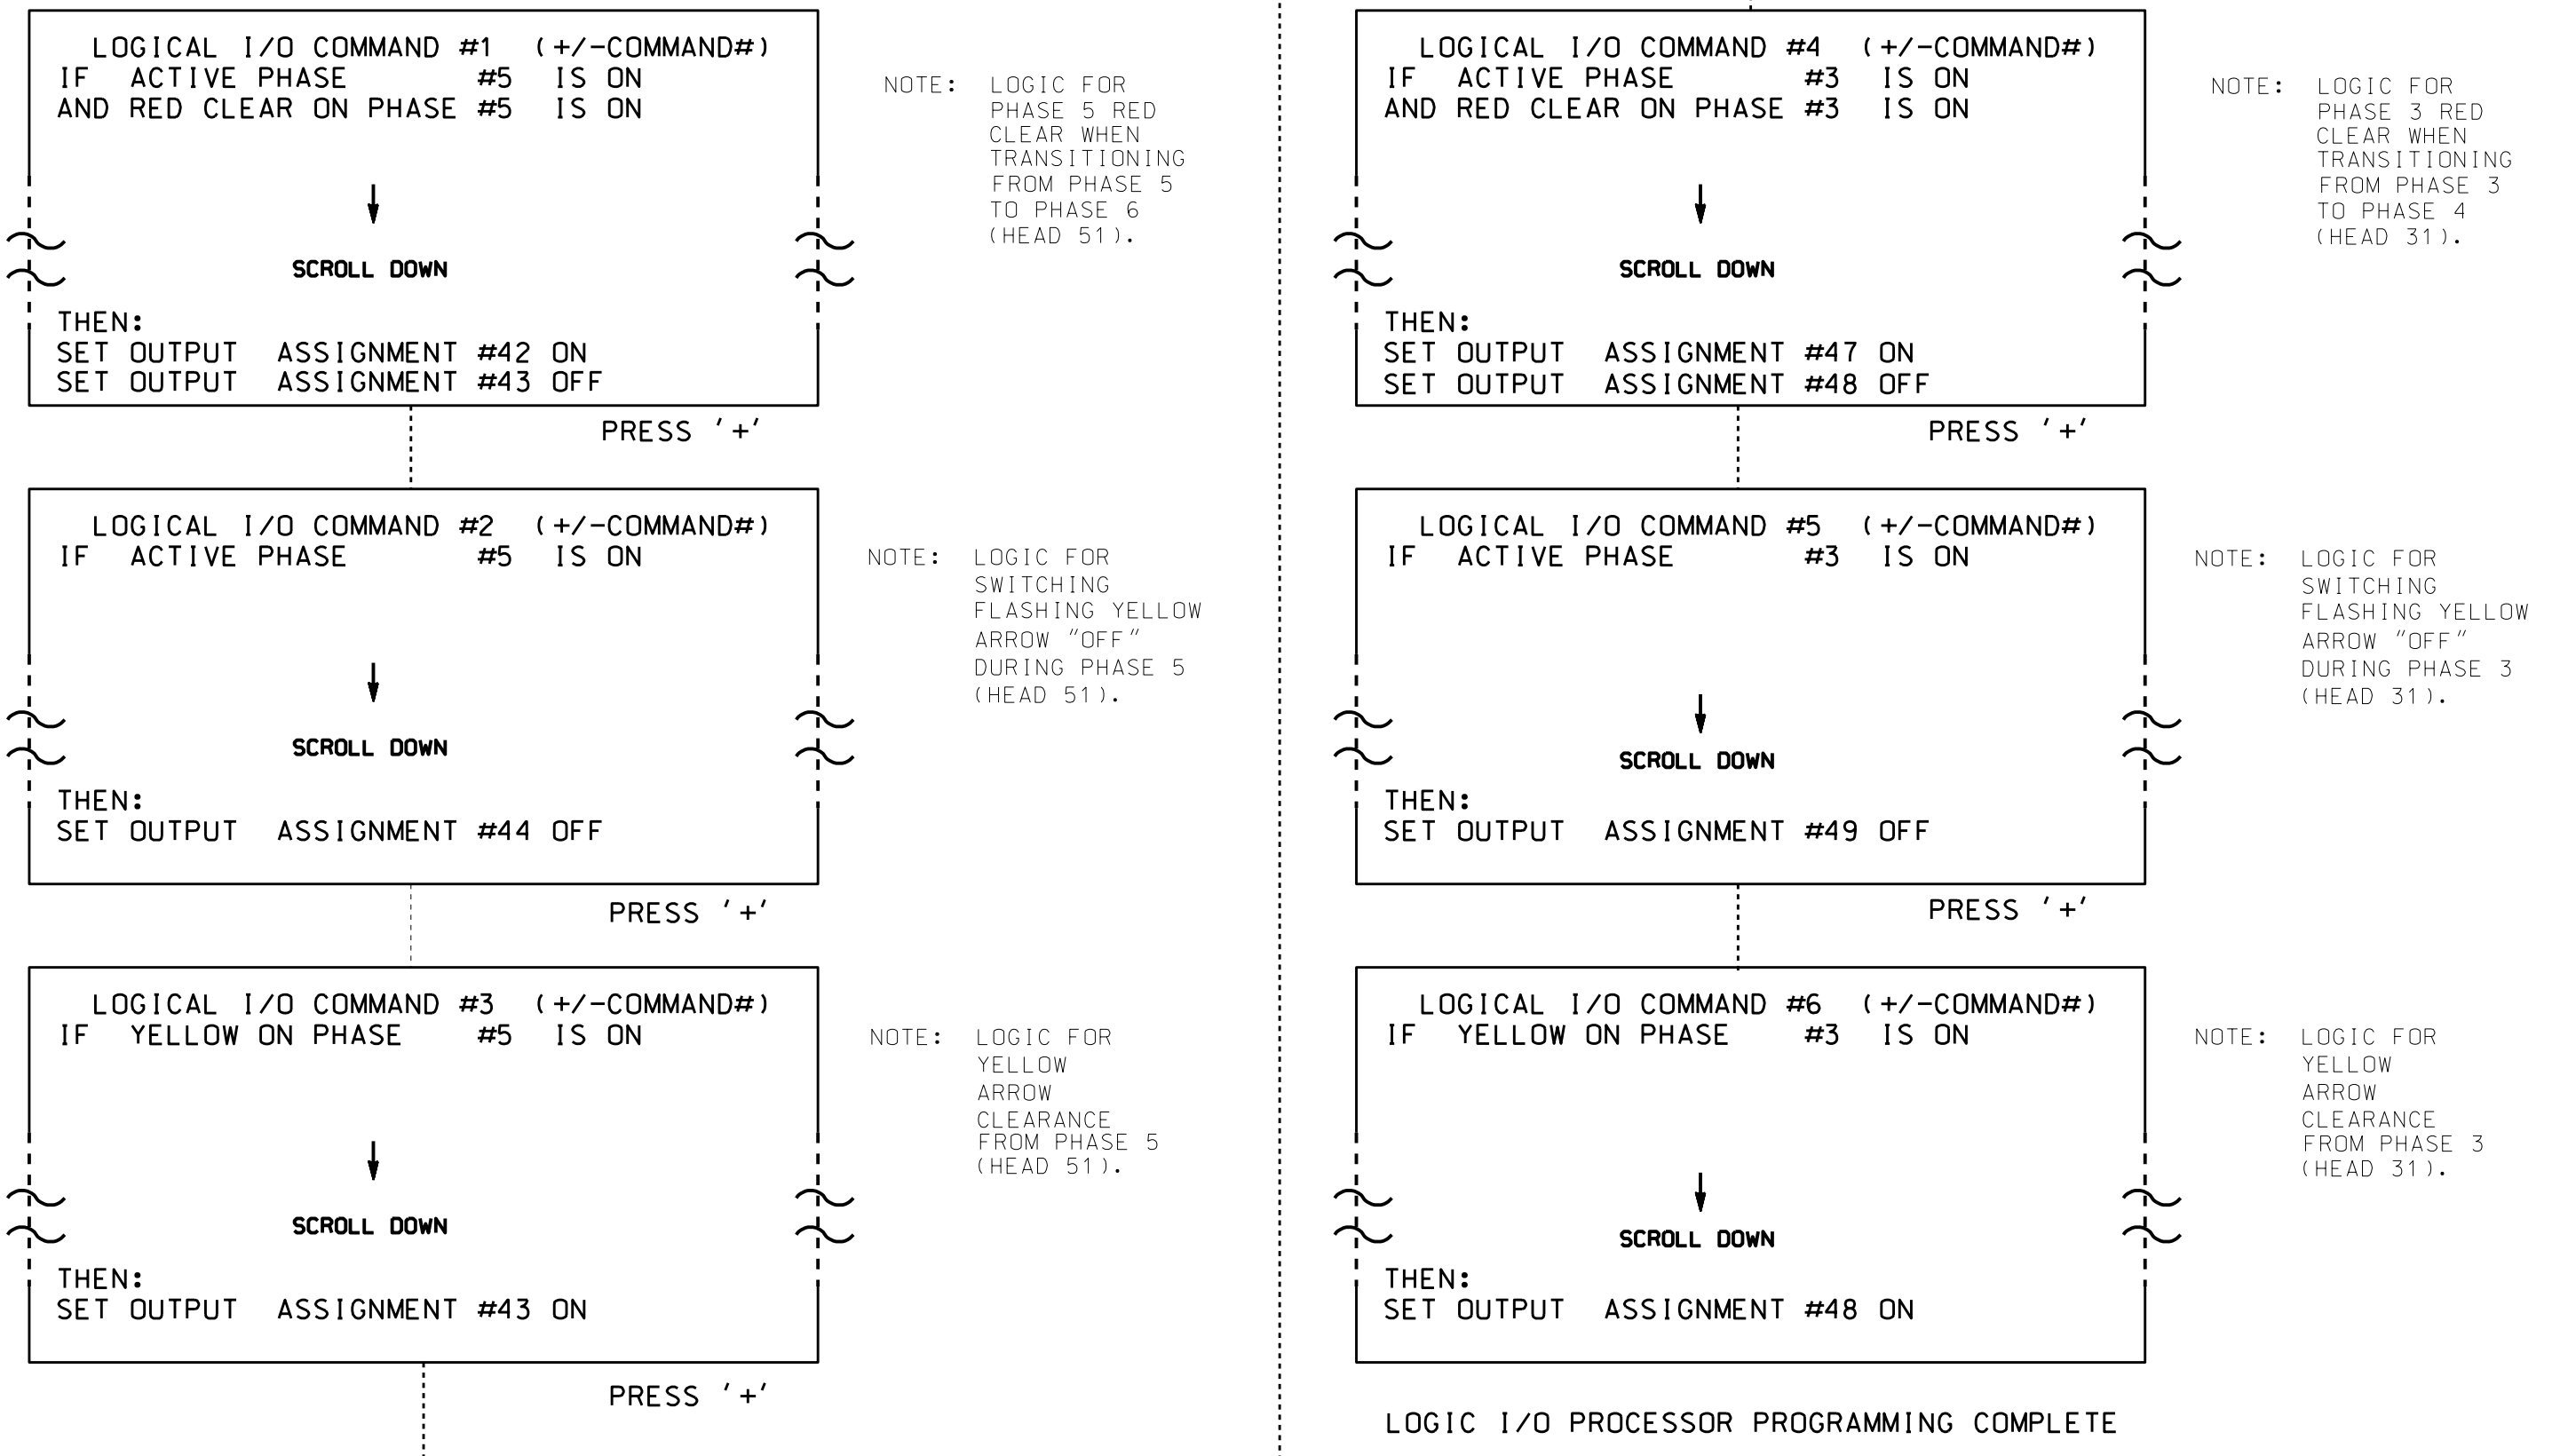 LOGICAL I/O COMMAND #1 (+/-COMMAND#)
IF ACTIVE PHASE #5 IS ON
AND RED CLEAR ON PHASE #5 IS ON
SCROLL DOWN
THEN:
SET OUTPUT ASSIGNMENT #42 ON
SET OUTPUT ASSIGNMENT #43 OFF
PRESS '+'
NOTE: LOGIC FOR
PHASE 5 RED
CLEAR WHEN
TRANSITIONING
FROM PHASE 5
TO PHASE 6
(HEAD 51).
LOGICAL I/O COMMAND #2 (+/-COMMAND#)
IF ACTIVE PHASE #5 IS ON
SCROLL DOWN
THEN:
SET OUTPUT ASSIGNMENT #44 OFF
PRESS '+'
NOTE: LOGIC FOR
SWITCHING
FLASHING YELLOW
ARROW "OFF"
DURING PHASE 5
(HEAD 51).
LOGICAL I/O COMMAND #3 (+/-COMMAND#)
IF YELLOW ON PHASE #5 IS ON
SCROLL DOWN
THEN:
SET OUTPUT ASSIGNMENT #43 ON
PRESS '+'
NOTE: LOGIC FOR
YELLOW
ARROW
CLEARANCE
FROM PHASE 5
(HEAD 51).
LOGICAL I/O COMMAND #4 (+/-COMMAND#)
IF ACTIVE PHASE #3 IS ON
AND RED CLEAR ON PHASE #3 IS ON
SCROLL DOWN
THEN:
SET OUTPUT ASSIGNMENT #47 ON
SET OUTPUT ASSIGNMENT #48 OFF
PRESS '+'
NOTE: LOGIC FOR
PHASE 3 RED
CLEAR WHEN
TRANSITIONING
FROM PHASE 3
TO PHASE 4
(HEAD 31).
LOGICAL I/O COMMAND #5 (+/-COMMAND#)
IF ACTIVE PHASE #3 IS ON
SCROLL DOWN
THEN:
SET OUTPUT ASSIGNMENT #49 OFF
PRESS '+'
NOTE: LOGIC FOR
SWITCHING
FLASHING YELLOW
ARROW "OFF"
DURING PHASE 3
(HEAD 31).
LOGICAL I/O COMMAND #6 (+/-COMMAND#)
IF YELLOW ON PHASE #3 IS ON
SCROLL DOWN
THEN:
SET OUTPUT ASSIGNMENT #48 ON
NOTE: LOGIC FOR
YELLOW
ARROW
CLEARANCE
FROM PHASE 3
(HEAD 31).
LOGIC I/O PROCESSOR PROGRAMMING COMPLETE